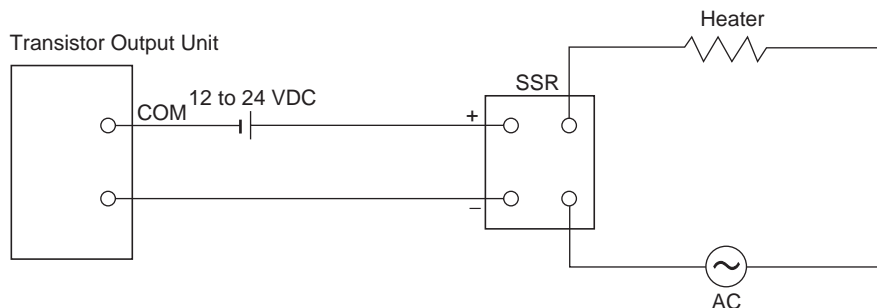 Heater
Transistor Output Unit
SSR
12 to 24 VDC
COM
+
–
AC